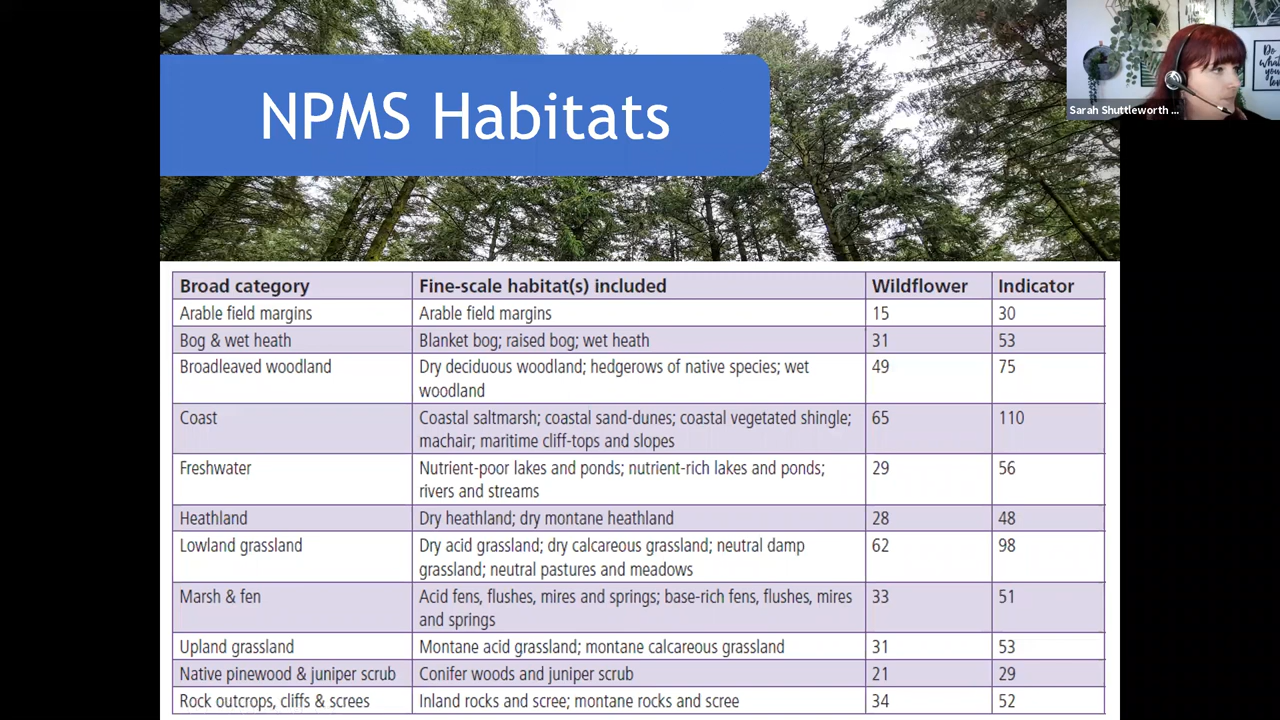 NPMS Habitats
Sarah Shuttleworth ...
Do
what
you
Broad category Fine-scale habitat(s) included Wildflower Indicator
Arable field margins Arable field margins 15 30
Bog & wet heath Blanket bog; raised bog; wet heath 31 53
Broadleaved woodland Dry deciduous woodland; hedgerows of native species; wet 49 75
woodland
Coast Coastal saltmarsh; coastal sand-dunes; coastal vegetated shingle; 65 110
machair; maritime cliff-tops and slopes
Freshwater Nutrient-poor lakes and ponds; nutrient-rich lakes and ponds; 29 56
rivers and streams
Heathland Dry heathland; dry montane heathland 28 48
Lowland grassland Dry acid grassland; dry calcareous grassland; neutral damp 62 98
grassland; neutral pastures and meadows
Marsh & fen Acid fens, flushes, mires and springs; base-rich fens, flushes, mires 33 51
and springs
Upland grassland Montane acid grassland; montane calcareous grassland 31 53
Native pinewood & juniper scrub Conifer woods and juniper scrub 21 29
Rock outcrops, cliffs & screes Inland rocks and scree; montane rocks and scree 34 52